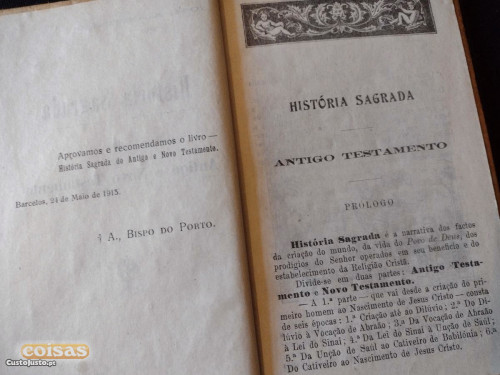 Aprovamos e recomendamos o livro —
História Sagrada do Antigo e Novo Testamento.
Barcelos, 24 de Maio de 1913.
† A., BISPO DO PORTO.
HISTÓRIA SAGRADA
ANTIGO TESTAMENTO
PROLOGO
História Sagrada é a narrativa dos factos
da criação do mundo, da vida do Povo de Deus, dos
prodigios do Senhor operados em seu beneficio e do
estabelecimento da Religião Cristã.
Divide-se em duas partes: Antigo Testa-
mento e Novo Testamento.
— A 1.ª parte — que vai desde a criação do pri-
meiro homem ao Nascimento de Jesus Cristo — consta
de seis épocas: 1.ª Criação até ao Dilúvio; 2.ª Do Di-
lúvio à Vocação de Abraão; 3.ª Da Vocação de Abraão
à Lei do Sinai; 4.ª Da Lei do Sinai à Unção de Saúl
5.ª Da Unção de Saúl ao Cativeiro de Babilónia; 6.ª
Do Cativeiro ao Nascimento de Jesus Cristo.
coisas
CustoJusto.pt